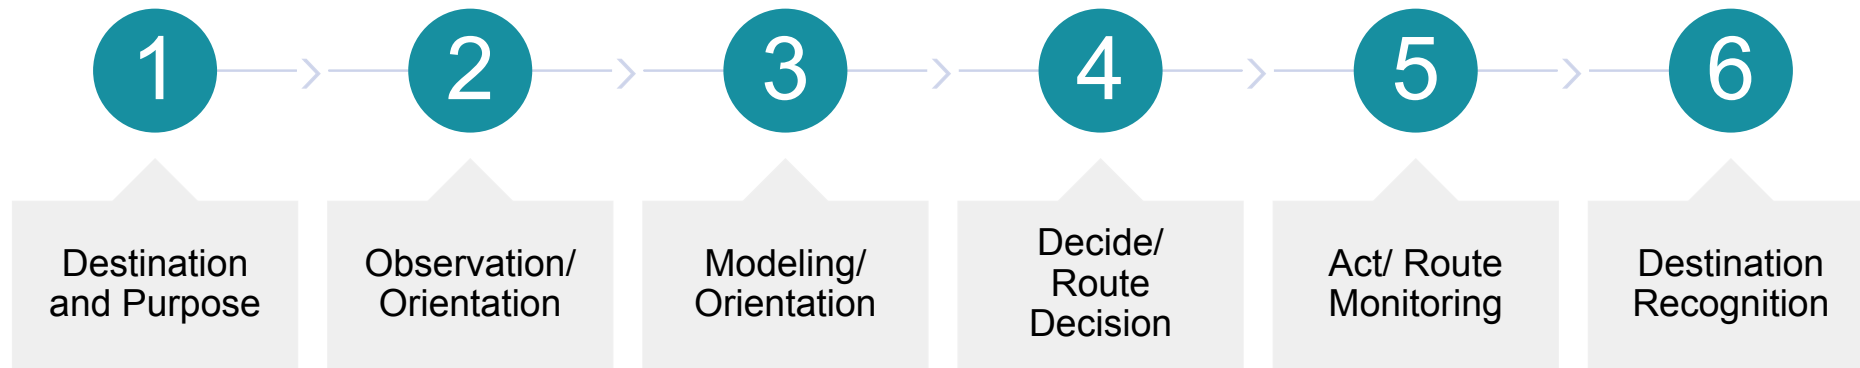 1
2
3
4
5
6
Destination
and Purpose
Observation/
Orientation
Modeling/
Orientation
Decide/
Route
Decision
Act/ Route
Monitoring
Destination
Recognition